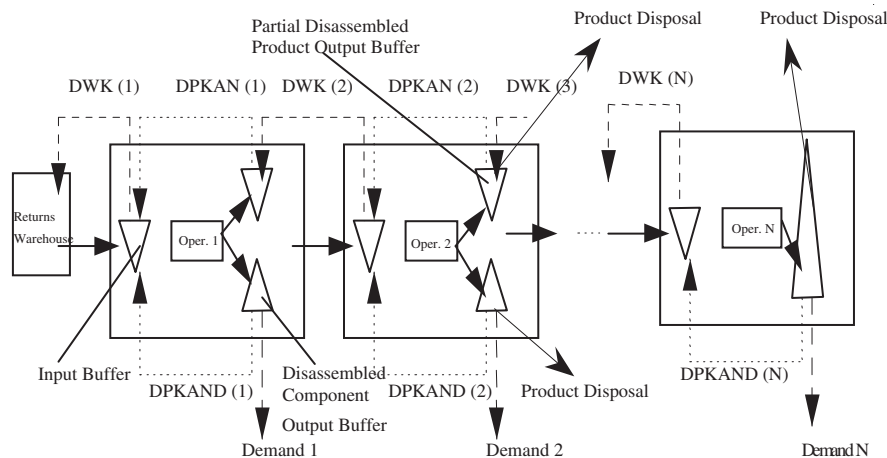 Product Disposal
Product Disposal
Partial Disassembled
Product Output Buffer
DWK (1)
DPKAN (1)
DWK (2)
DPKAN (2)
DWK (3)
DWK (N)
Returns
Warehouse
Oper. 1
Oper. 2
Oper. N
Input Buffer
DPKAND (1)
Disassembled
Component
Output Buffer
DPKAND (2)
Product Disposal
DPKAND (N)
Demand 1
Demand 2
Demand N